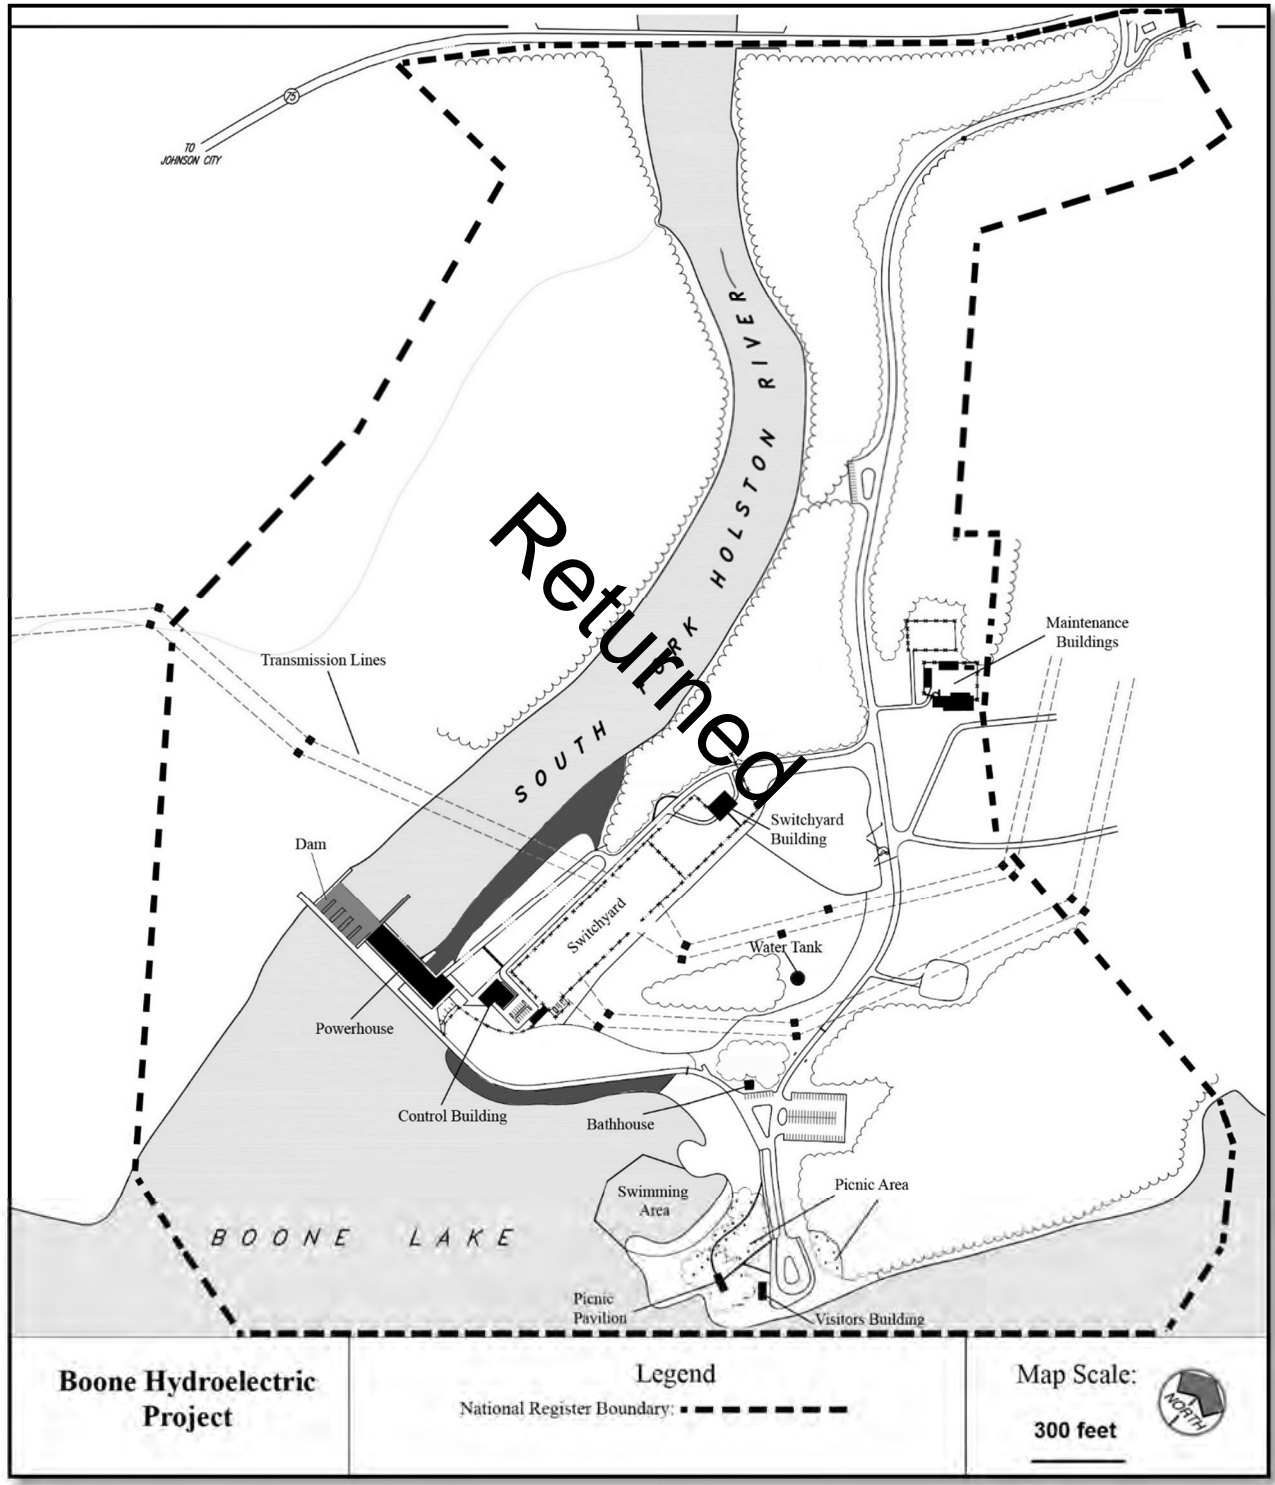 75
TO
JOHNSON CITY
SOUTH FORK HOLSTON RIVER
Returned
Maintenance
Buildings
Transmission Lines
Switchyard
Building
Dam
Switchyard
Water Tank
Powerhouse
Control Building
Bathhouse
Swimming
Area
Picnic Area
BOONE LAKE
Picnic
Pavilion
Visitors Building
Boone Hydroelectric
Project
Legend
National Register Boundary:
Map Scale:
300 feet
NORTH